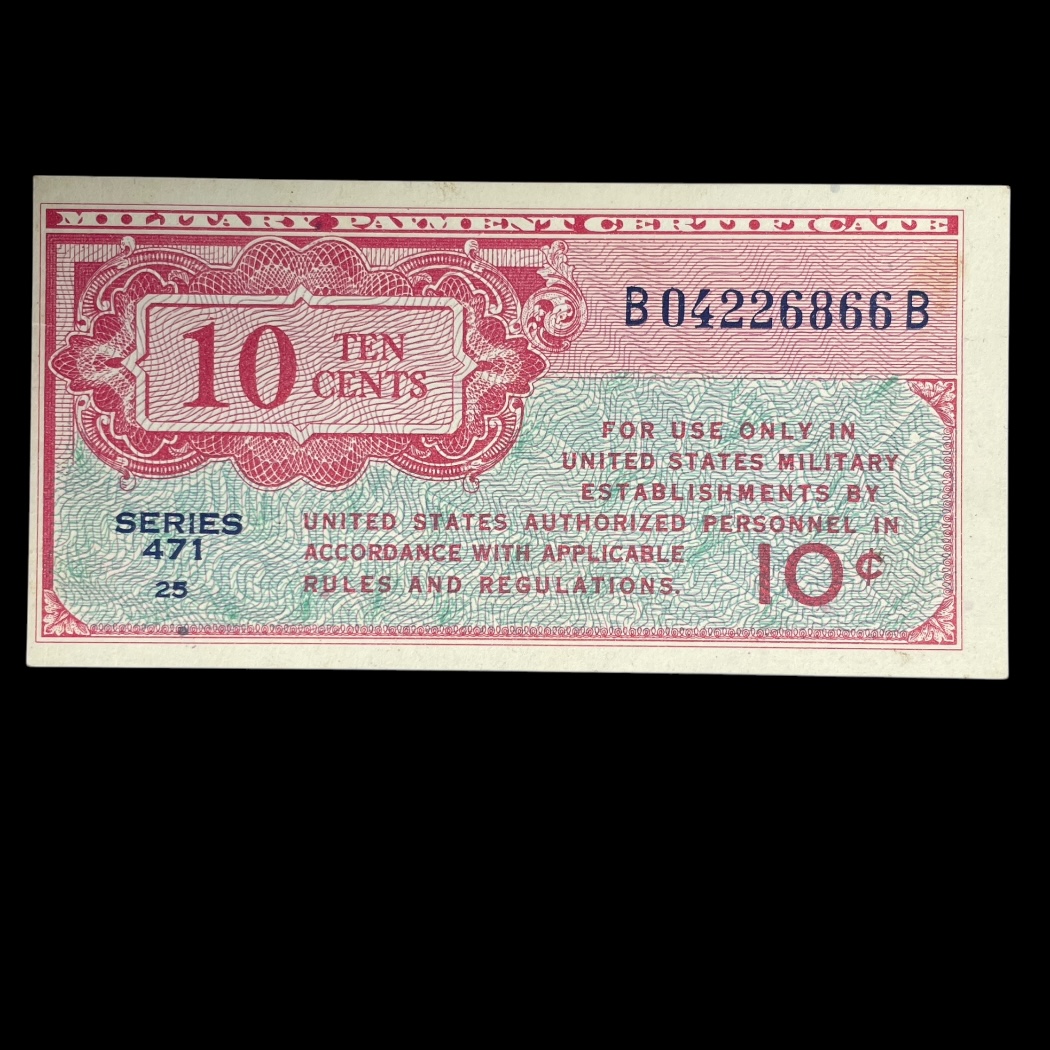 MILITARY PAYMENT CERTIFICATE
B04226866B
10 TEN CENTS
FOR USE ONLY IN
UNITED STATES MILITARY
ESTABLISHMENTS BY
UNITED STATES AUTHORIZED PERSONNEL IN
ACCORDANCE WITH APPLICABLE
RULES AND REGULATIONS.
SERIES
471
25
10¢